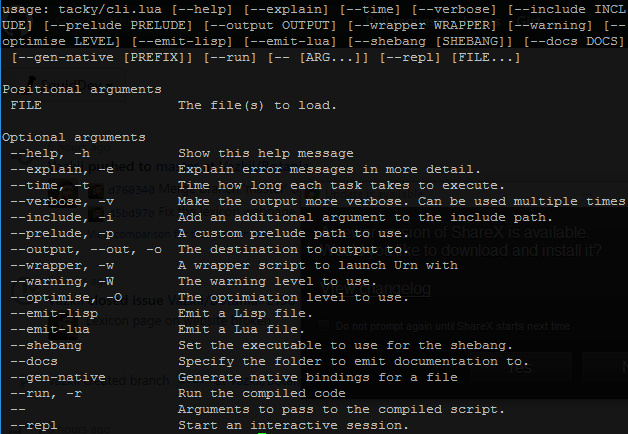 usage: tacky/cli.lua [--help] [--explain] [--time] [--verbose] [--include INCL
UDE] [--prelude PRELUDE] [--output OUTPUT] [--wrapper WRAPPER] [--warning] [--
optimise LEVEL] [--emit-lisp] [--emit-lua] [--shebang [SHEBANG]] [--docs DOCS]
[--gen-native [PREFIX]] [--run] [-- [ARG...]] [--repl] [FILE...]
Positional arguments
FILE The file(s) to load.
Optional arguments
--help, -h Show this help message
--explain, -e Explain error messages in more detail.
--time, -t Time how long each task takes to execute.
--verbose, -v Make the output more verbose. Can be used multiple times
--include, -i Add an additional argument to the include path.
--prelude, -p A custom prelude path to use.
--output, --out, -o The destination to output to.
--wrapper, -w A wrapper script to launch Urn with
--warning, -W The warning level to use.
--optimise, -O The optimiation level to use.
--emit-lisp Emit a Lisp file.
--emit-lua Emit a Lua file.
--shebang Set the executable to use for the shebang.
--docs Specify the folder to emit documentation to.
--gen-native Generate native bindings for a file
--run, -r Run the compiled code
-- Arguments to pass to the compiled script.
--repl Start an interactive session.